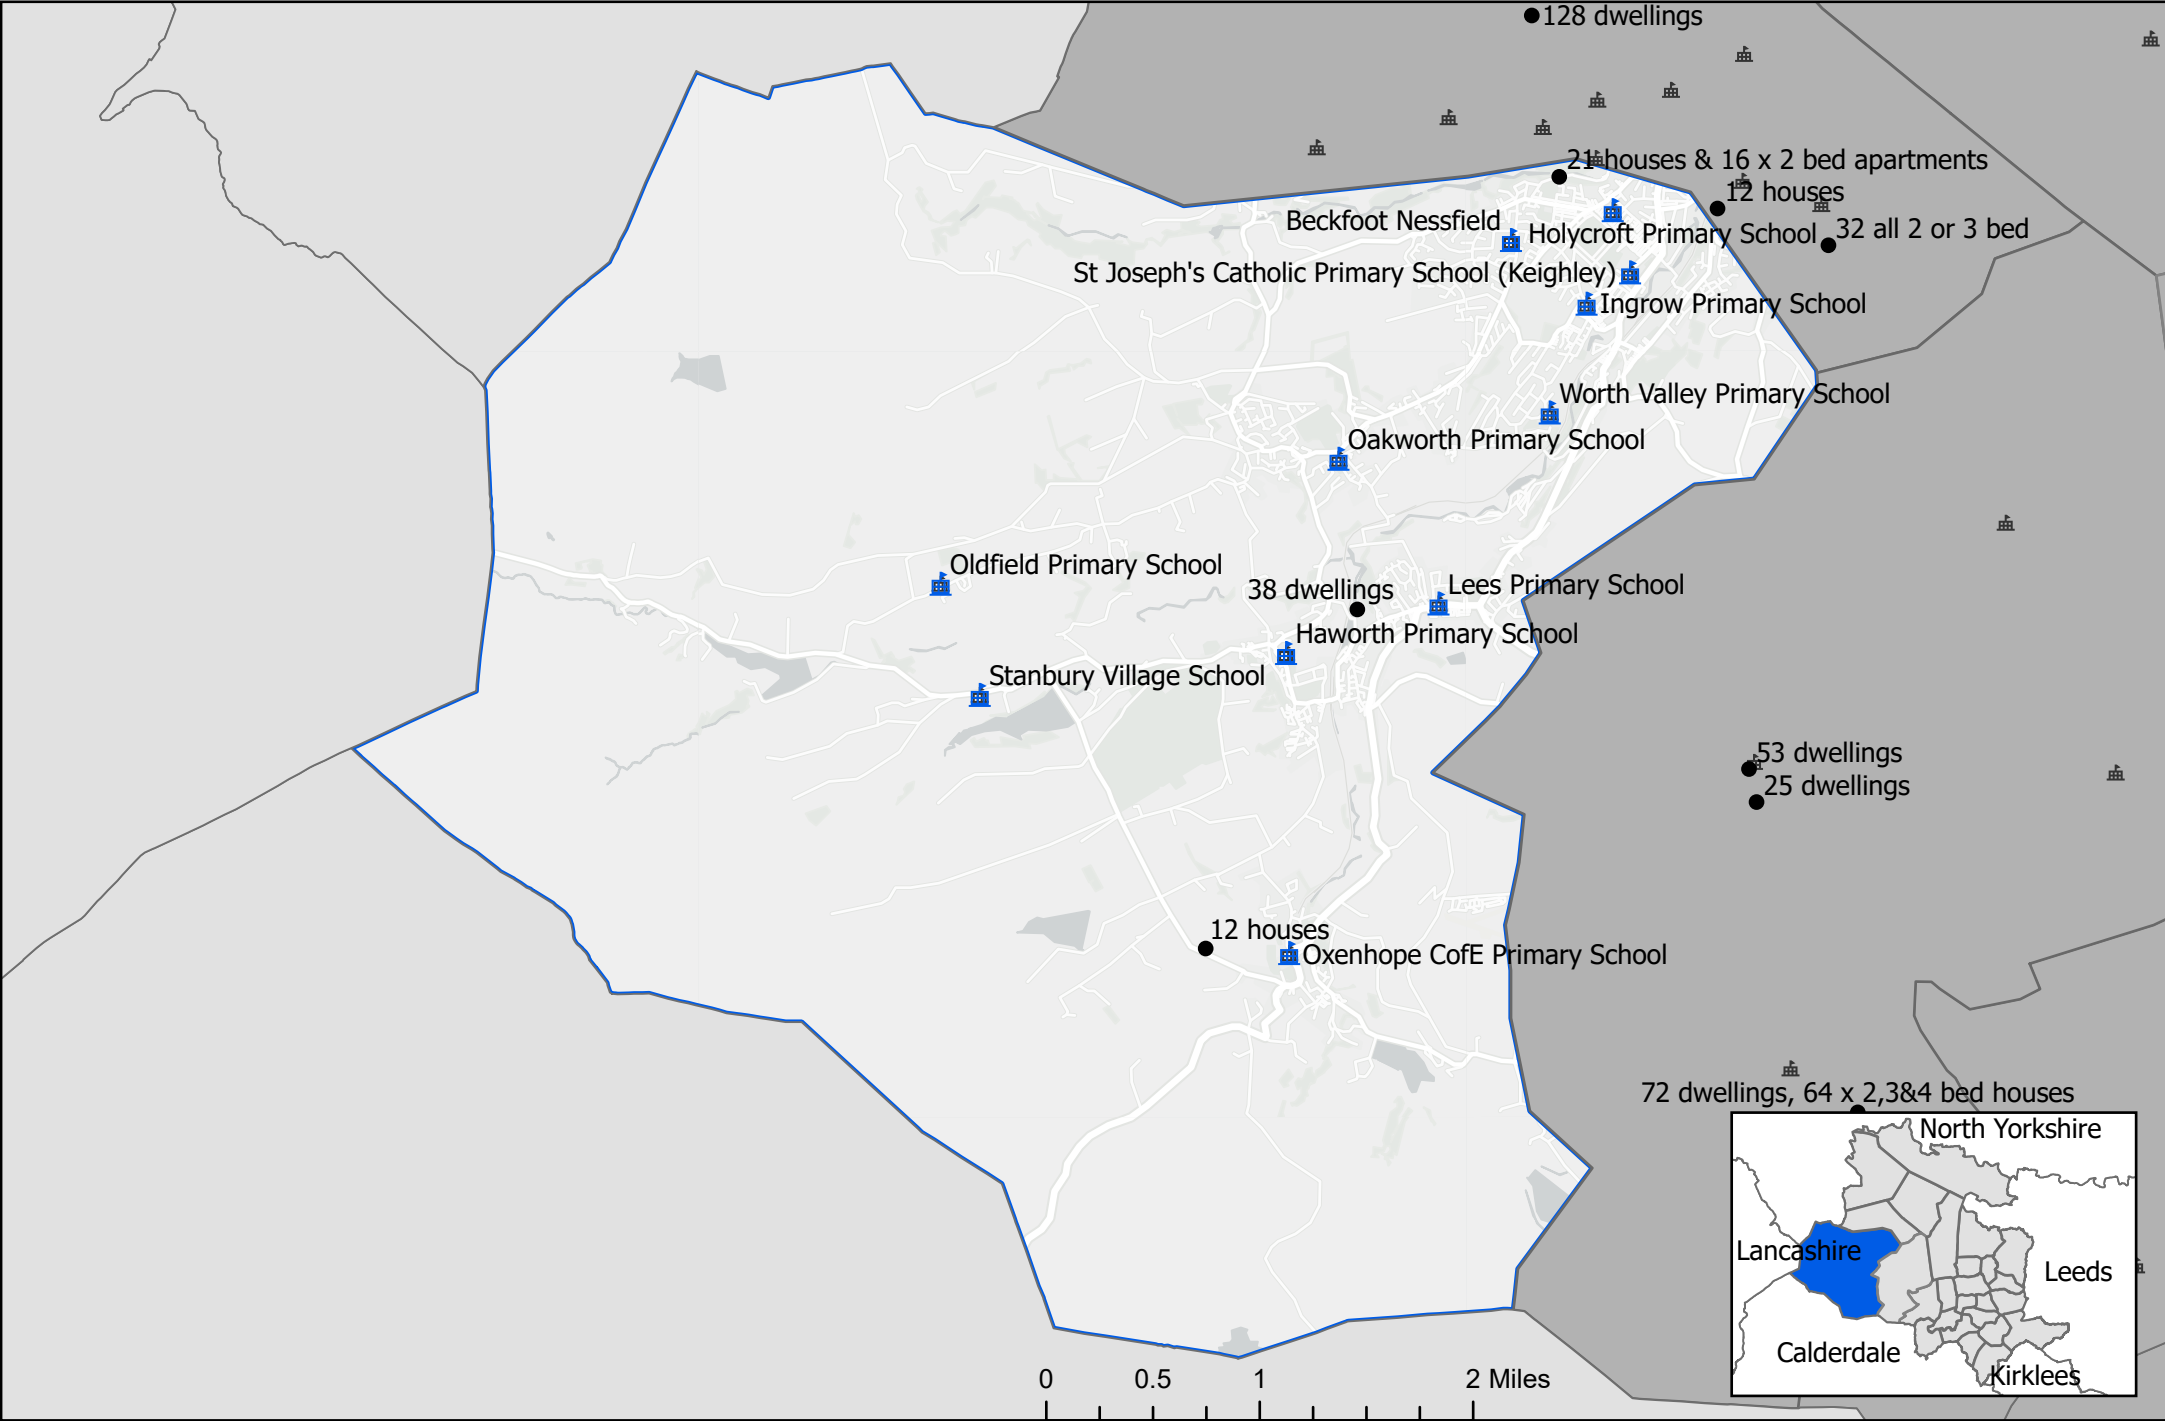 128 dwellings
21 houses & 16 x 2 bed apartments
12 houses
Beckfoot Nessfield
Holycroft Primary School
32 all 2 or 3 bed
St Joseph's Catholic Primary School (Keighley)
Ingrow Primary School
Worth Valley Primary School
Oakworth Primary School
Oldfield Primary School
38 dwellings
Lees Primary School
Haworth Primary School
Stanbury Village School
53 dwellings
25 dwellings
12 houses
Oxenhope CofE Primary School
72 dwellings, 64 x 2,3&4 bed houses
North Yorkshire
Lancashire
Leeds
Calderdale
Kirklees
0 0.5 1 2 Miles